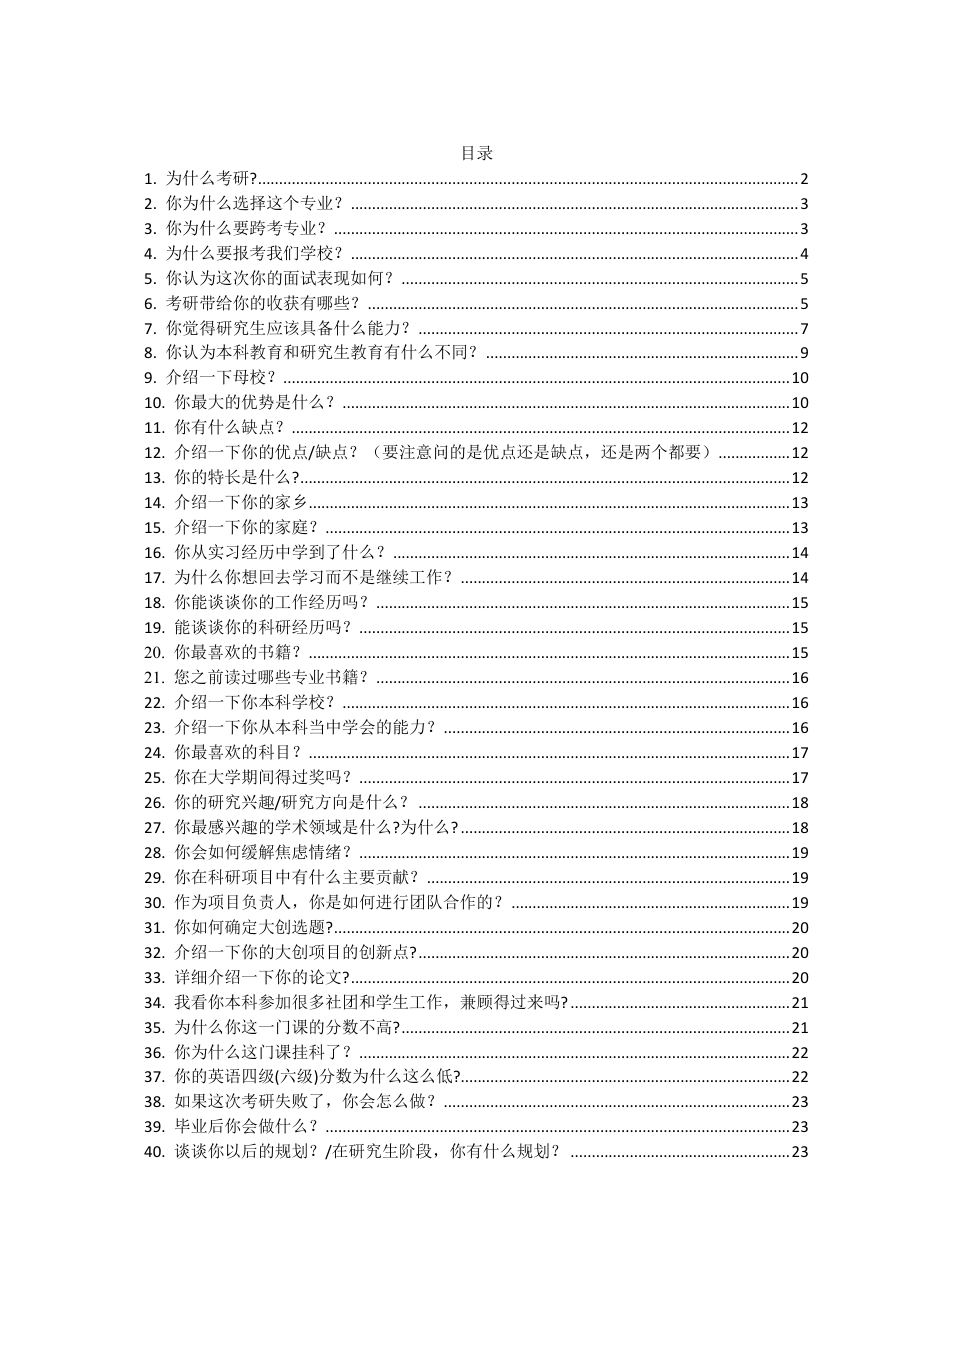 目录
1. 为什么考研?........................2
2. 你为什么选择这个专业？........................3
3. 你为什么要跨考专业？........................3
4. 为什么要报考我们学校？........................4
5. 你认为这次你的面试表现如何？........................5
6. 考研带给你的收获有哪些？........................5
7. 你觉得研究生应该具备什么能力？........................7
8. 你认为本科教育和研究生教育有什么不同？........................9
9. 介绍一下母校？........................10
10. 你最大的优势是什么？........................10
11. 你有什么缺点？........................12
12. 介绍一下你的优点/缺点？（要注意问的是优点还是缺点，还是两个都要）.................12
13. 你的特长是什么?........................12
14. 介绍一下你的家乡........................13
15. 介绍一下你的家庭？........................13
16. 你从实习经历中学到了什么？........................14
17. 为什么你想回去学习而不是继续工作？........................14
18. 你能谈谈你的工作经历吗？........................15
19. 能谈谈你的科研经历吗？........................15
20. 你最喜欢的书籍？........................15
21. 您之前读过哪些专业书籍？........................16
22. 介绍一下你本科学校？........................16
23. 介绍一下你从本科当中学会的能力？........................16
24. 你最喜欢的科目？........................17
25. 你在大学期间得过奖吗？........................17
26. 你的研究兴趣/研究方向是什么？........................18
27. 你最感兴趣的学术领域是什么?为什么?........................18
28. 你会如何缓解焦虑情绪？........................19
29. 你在科研项目中有什么主要贡献？........................19
30. 作为项目负责人，你是如何进行团队合作的？........................19
31. 你如何确定大创选题?........................20
32. 介绍一下你的大创项目的创新点?........................20
33. 详细介绍一下你的论文?........................20
34. 我看你本科参加很多社团和学生工作，兼顾得过来吗?........................21
35. 为什么你这一门课的分数不高?........................21
36. 你为什么这门课挂科了？........................22
37. 你的英语四级(六级)分数为什么这么低?........................22
38. 如果这次考研失败了，你会怎么做？........................23
39. 毕业后你会做什么？........................23
40. 谈谈你以后的规划？/在研究生阶段，你有什么规划？........................23